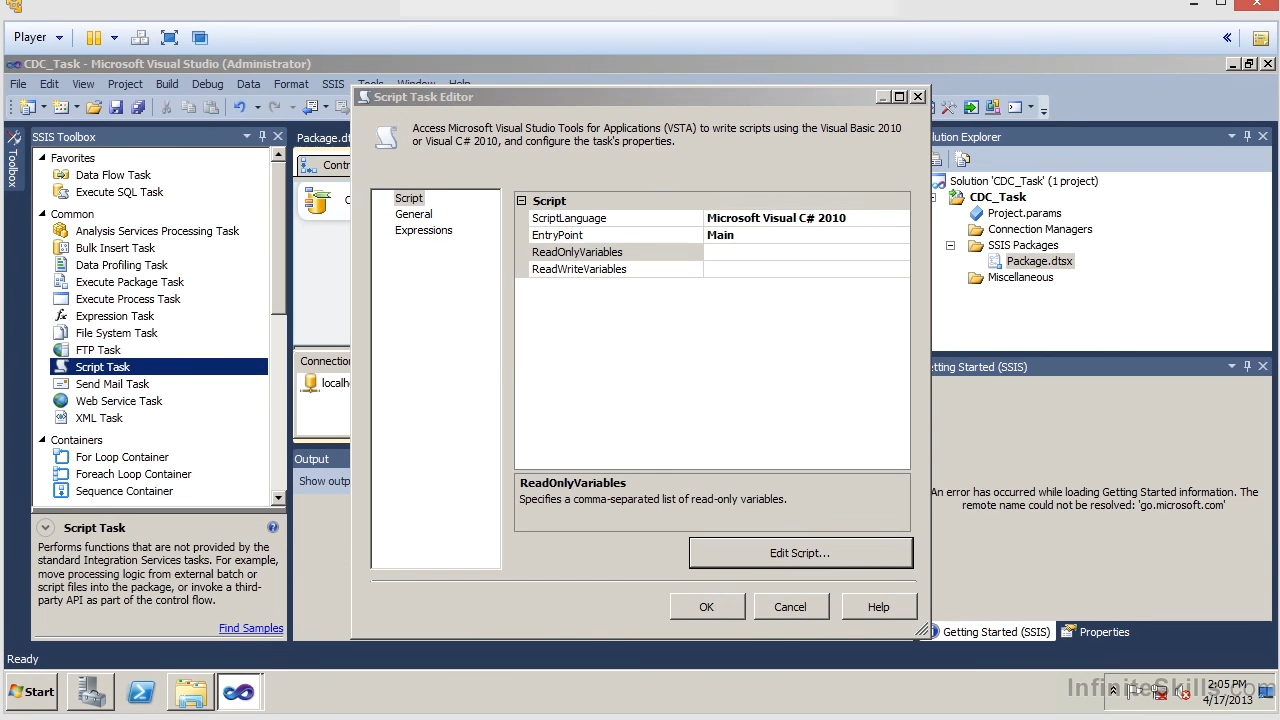 Player
CDC_Task - Microsoft Visual Studo (Administrator)
File Edit View Project Build Debug Data Format SSIS Tools Window Help
SSIS Toolbox
Toolbox
Favorites
Data Flow Task
Execute SQL Task
Common
Analysis Services Processing Task
Bulk Insert Task
Data Profiling Task
Execute Package Task
Execute Process Task
Expression Task
File System Task
FTP Task
Script Task
Send Mail Task
Web Service Task
XML Task
Containers
For Loop Container
Foreach Loop Container
Sequence Container
Script Task
Performs functions that are not provided by the
standard Integration Services tasks. For example,
move processing logic from external batch or
script files into the package, or invoke a third-
party API as part of the control flow.
Find Samples
Package.dt
Contr
C
Connection
localh
Output
Show outp
Script Task Editor
Access Microsoft Visual Studio Tools for Applications (VSTA) to write scripts using the Visual Basic 2010
or Visual C# 2010, and configure the task's properties.
Script
General
Expressions
Script
ScriptLanguage Microsoft Visual C# 2010
EntryPoint Main
ReadOnlyVariables
ReadWriteVariables
ReadOnlyVariables
Specifies a comma-separated list of read-only variables.
Edit Script...
OK Cancel Help
lution Explorer
Solution 'CDC_Task' (1 project)
CDC_Task
Project.params
Connection Managers
SSIS Packages
Package.dtsx
Miscellaneous
etting Started (SSIS)
An error has occurred while loading Getting Started information. The
remote name could not be resolved: 'go.microsoft.com'
Getting Started (SSIS) Properties
Ready
Start
2:05 PM
4/17/2013
InfiniteSkills.com